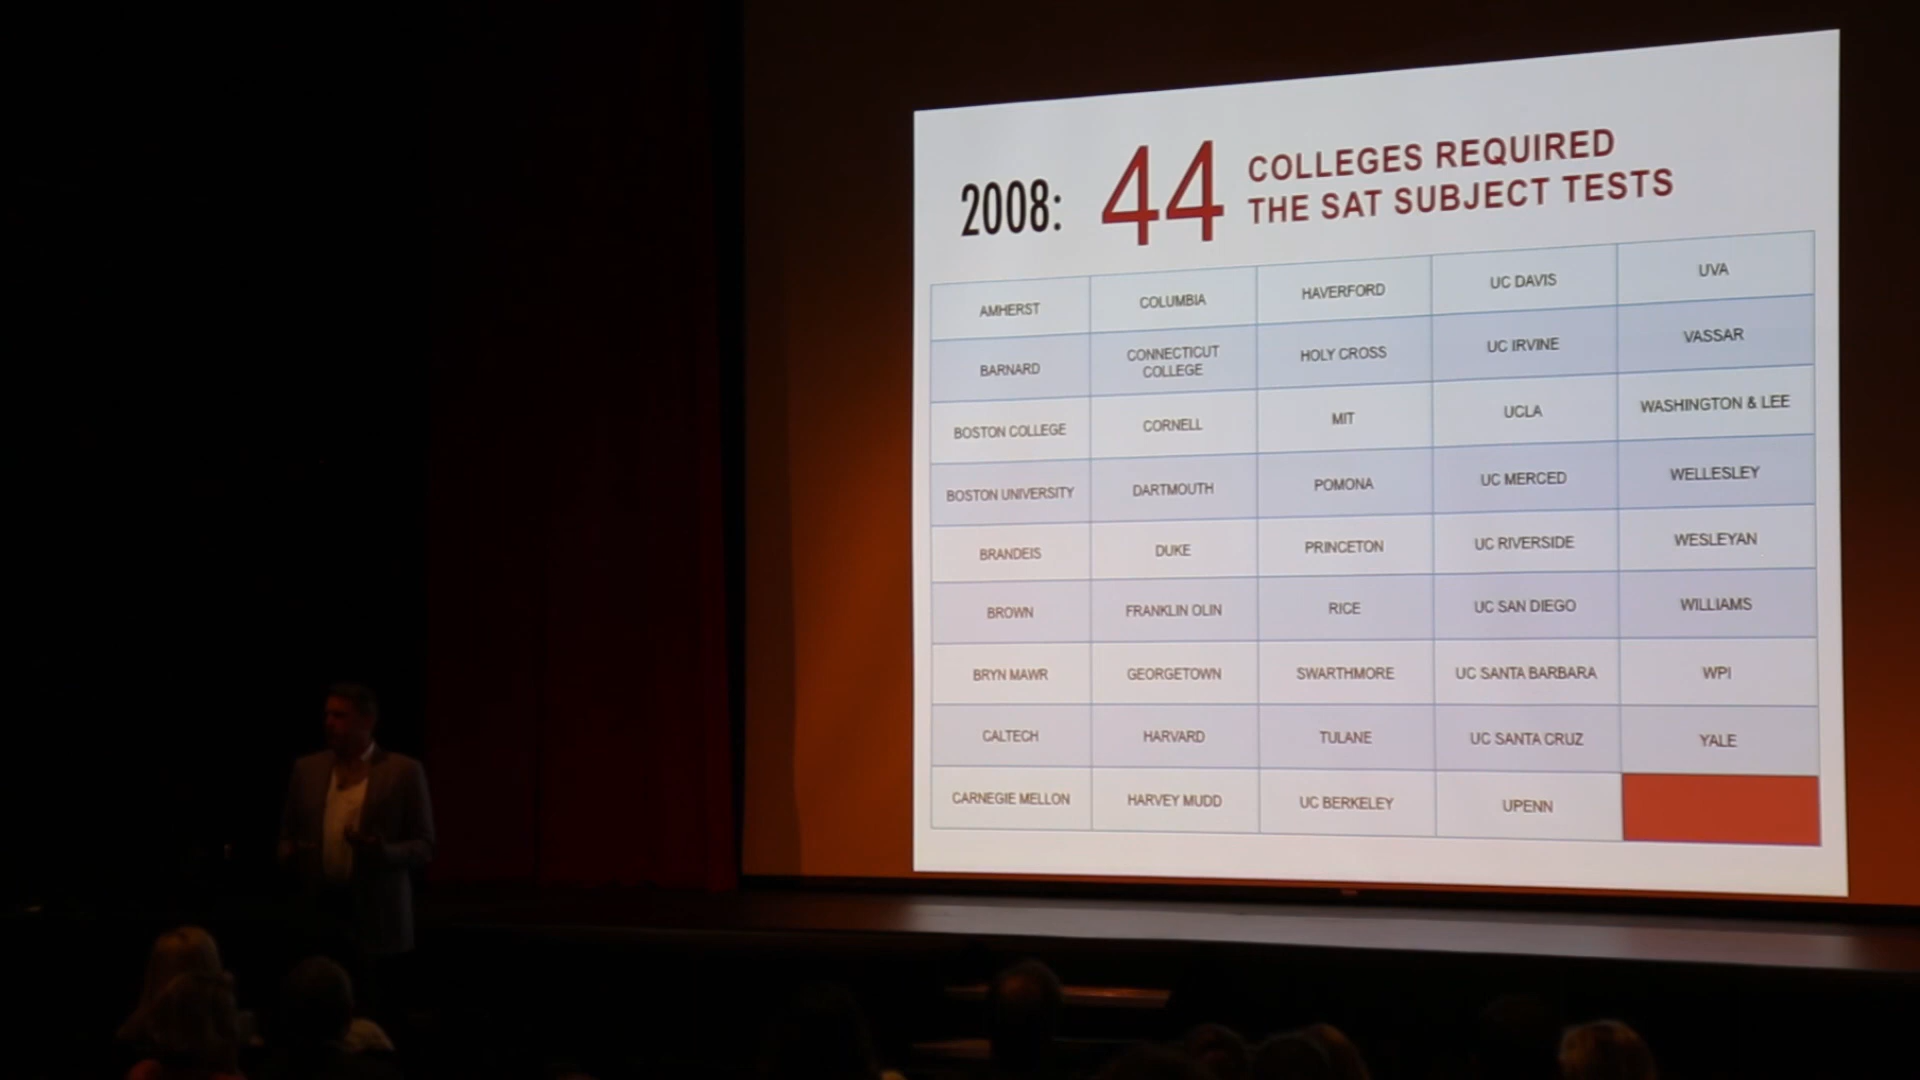 2008: 44 COLLEGES REQUIRED
THE SAT SUBJECT TESTS
AMHERST COLUMBIA HAVERFORD UC DAVIS UVA
BARNARD CONNECTICUT COLLEGE HOLY CROSS UC IRVINE VASSAR
BOSTON COLLEGE CORNELL MIT UCLA WASHINGTON & LEE
BOSTON UNIVERSITY DARTMOUTH POMONA UC MERCED WELLESLEY
BRANDEIS DUKE PRINCETON UC RIVERSIDE WESLEYAN
BROWN FRANKLIN OLIN RICE UC SAN DIEGO WILLIAMS
BRYN MAWR GEORGETOWN SWARTHMORE UC SANTA BARBARA WPI
CALTECH HARVARD TULANE UC SANTA CRUZ YALE
CARNEGIE MELLON HARVEY MUDD UC BERKELEY UPENN